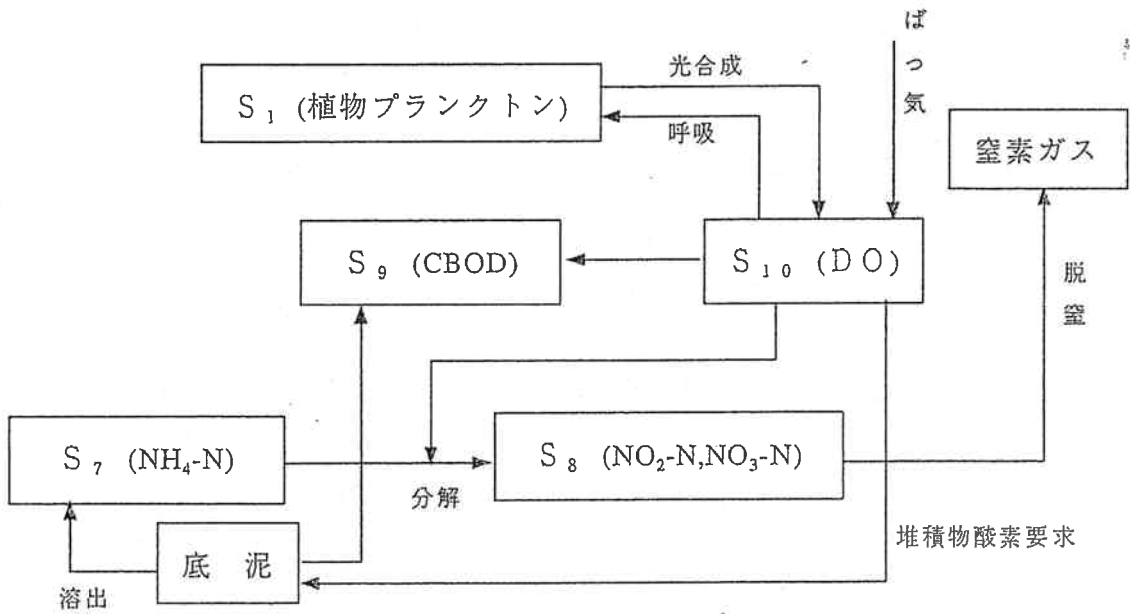 ばっ気
光合成
S₁ (植物プランクトン)
呼吸
窒素ガス
S₉ (CBOD)
S₁₀ (DO)
脱窒
S₇ (NH₄-N)
S₈ (NO₂-N,NO₃-N)
分解
堆積物酸素要求
底泥
溶出